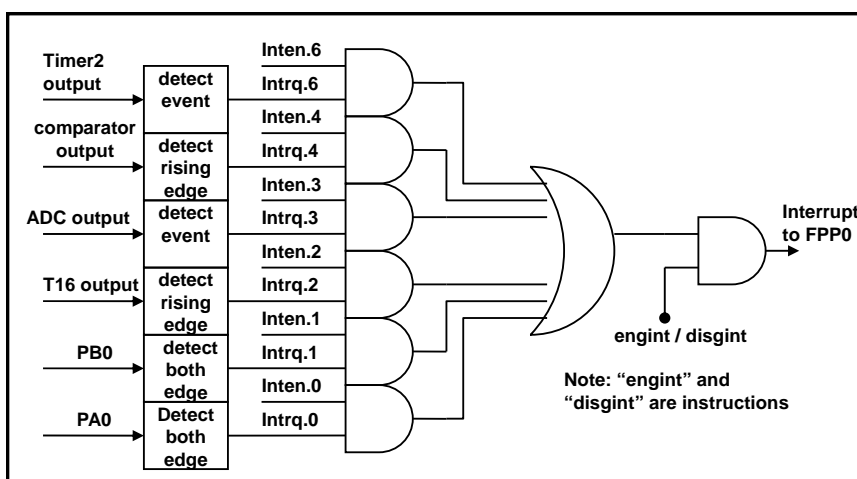 Timer2
output
detect
event
Inten.6
Intrq.6
comparator
output
detect
rising
edge
Inten.4
Intrq.4
ADC output
detect
event
Inten.3
Intrq.3
T16 output
detect
rising
edge
Inten.2
Intrq.2
PB0
detect
both
edge
Inten.1
Intrq.1
PA0
Detect
both
edge
Inten.0
Intrq.0
Interrupt
to FPP0
engint / disgint
Note: “engint” and
“disgint” are instructions